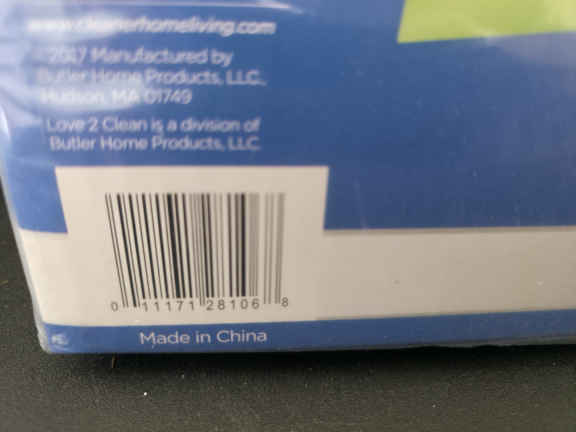 www.cleanerhomeliving.com
©2017 Manufactured by
Butler Home Products, LLC.,
Hudson, MA 01749
Love 2 Clean is a division of
Butler Home Products, LLC.
0 11171 28106 8
Made in China